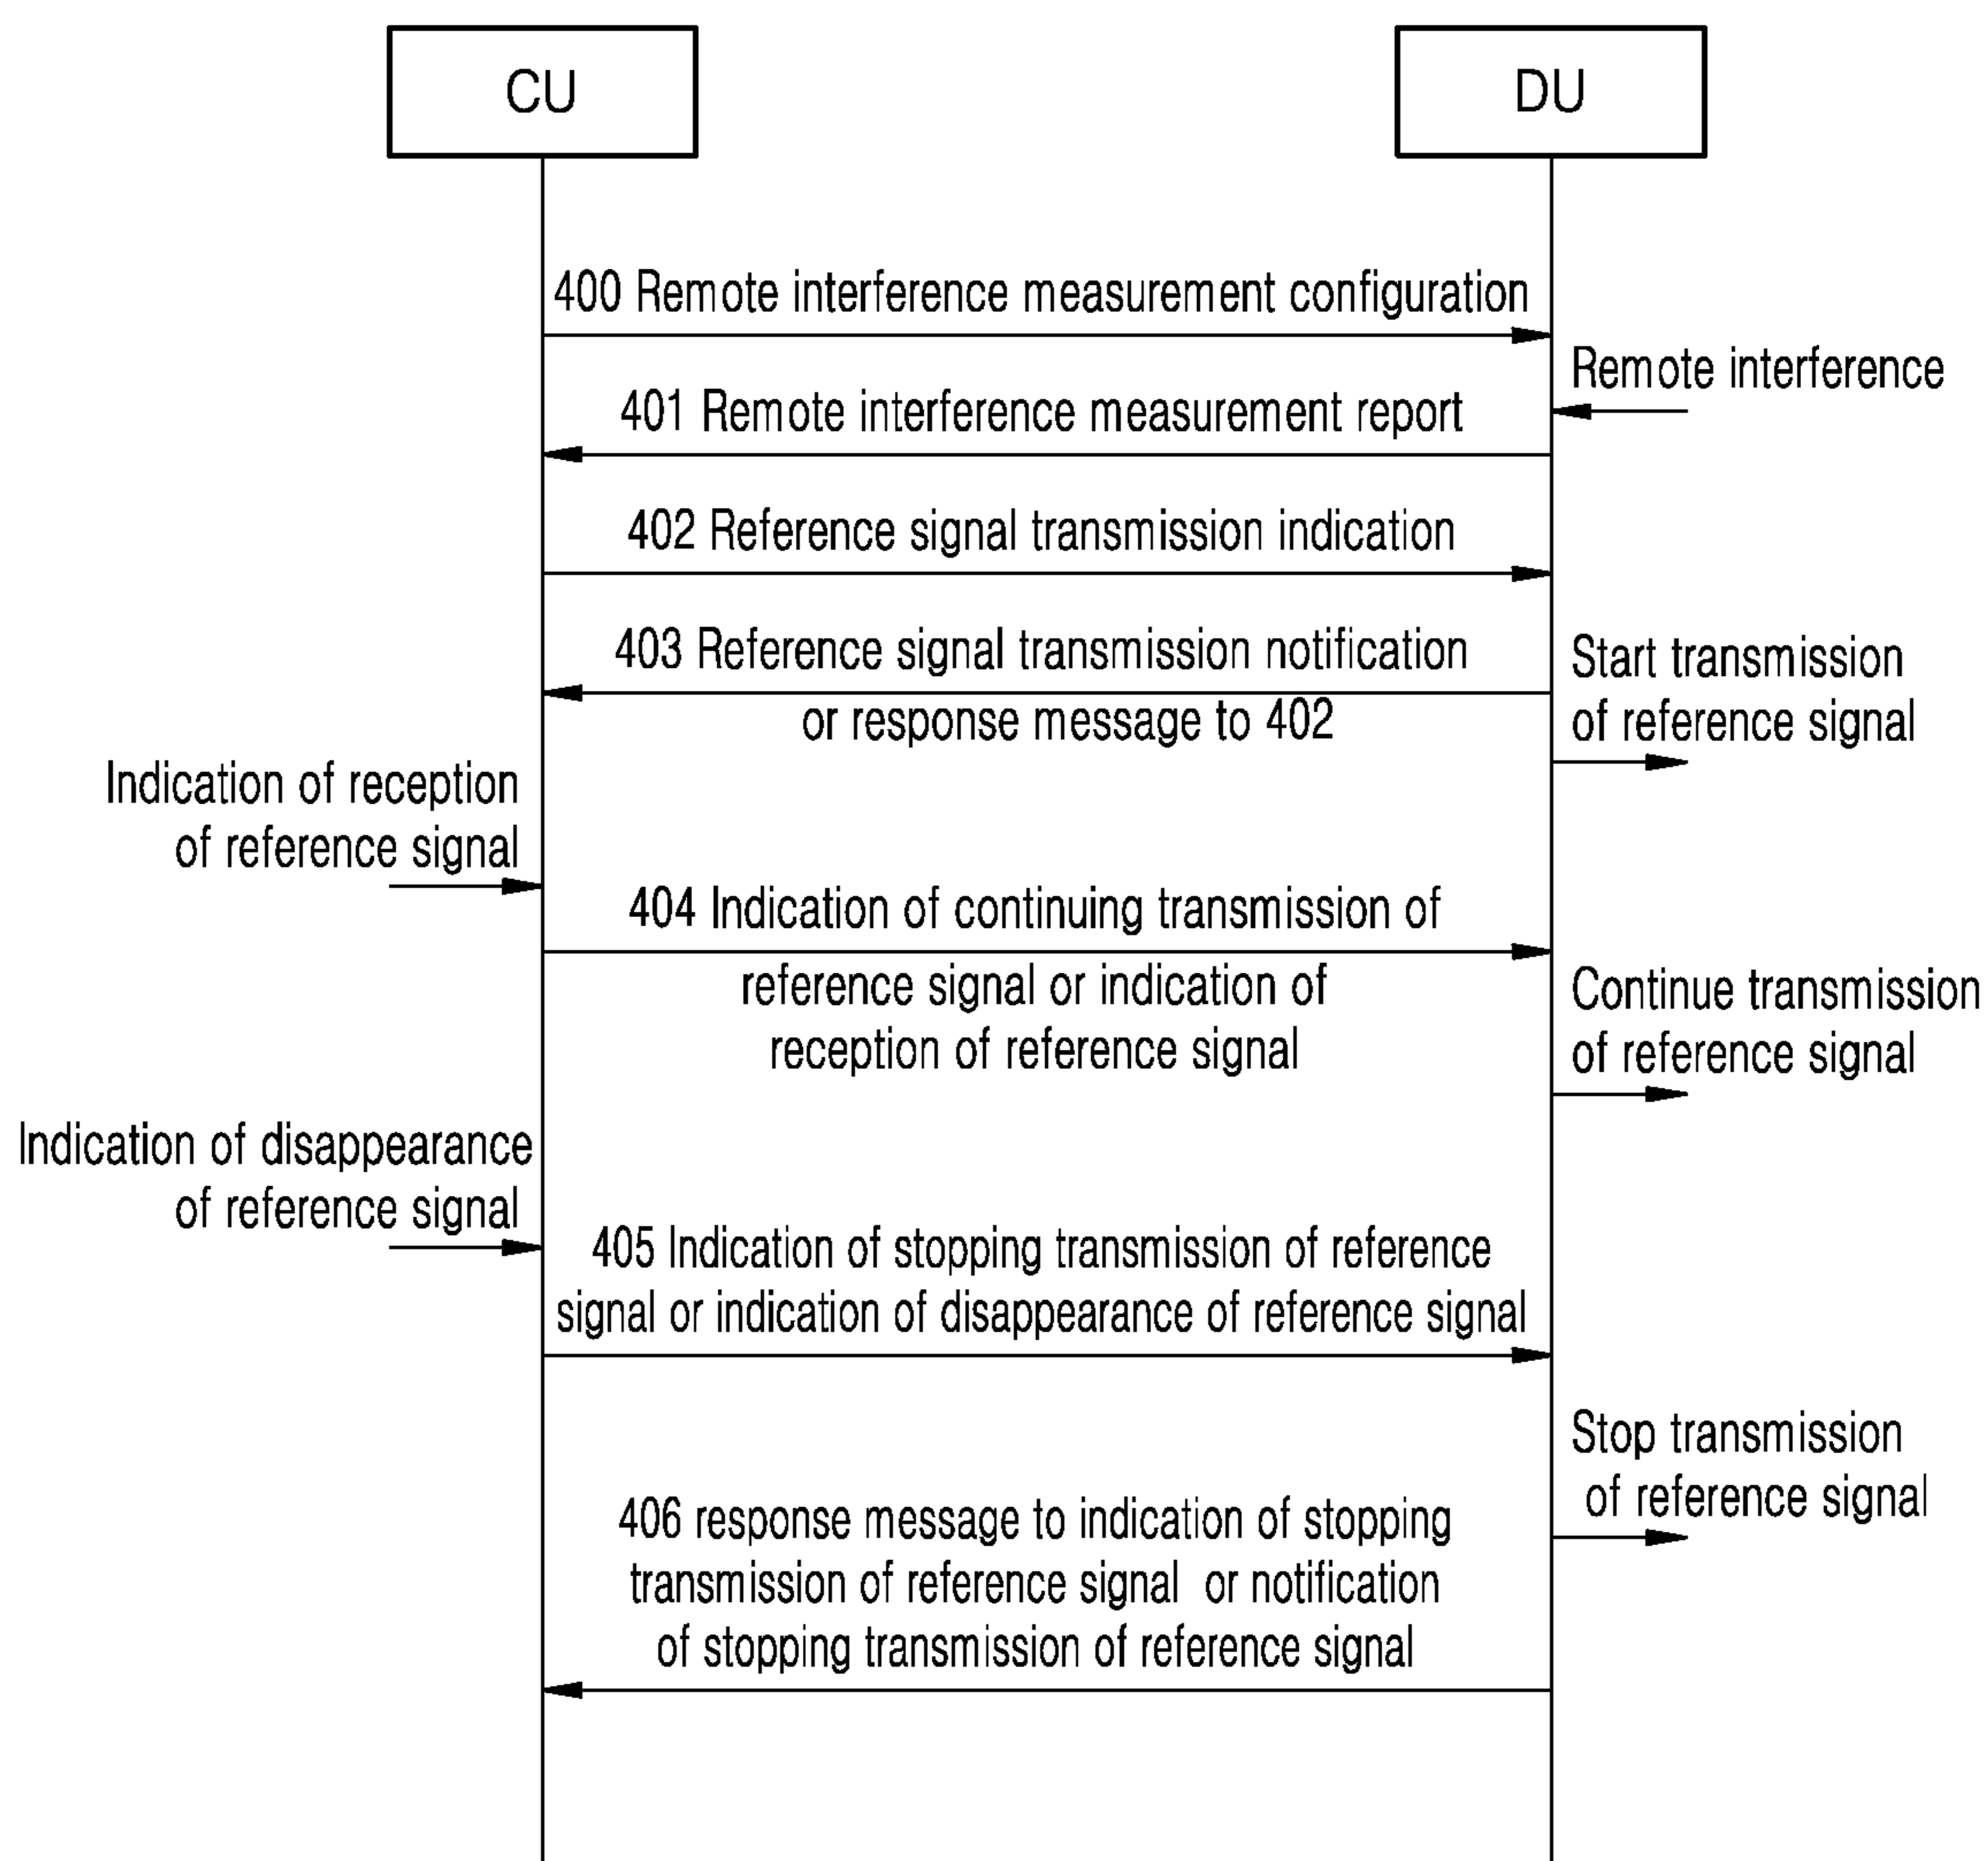 CU
DU
400 Remote interference measurement configuration
Remote interference
401 Remote interference measurement report
402 Reference signal transmission indication
403 Reference signal transmission notification
or response message to 402
Start transmission
of reference signal
Indication of reception
of reference signal
404 Indication of continuing transmission of
reference signal or indication of
reception of reference signal
Continue transmission
of reference signal
Indication of disappearance
of reference signal
405 Indication of stopping transmission of reference
signal or indication of disappearance of reference signal
Stop transmission
of reference signal
406 response message to indication of stopping
transmission of reference signal or notification
of stopping transmission of reference signal